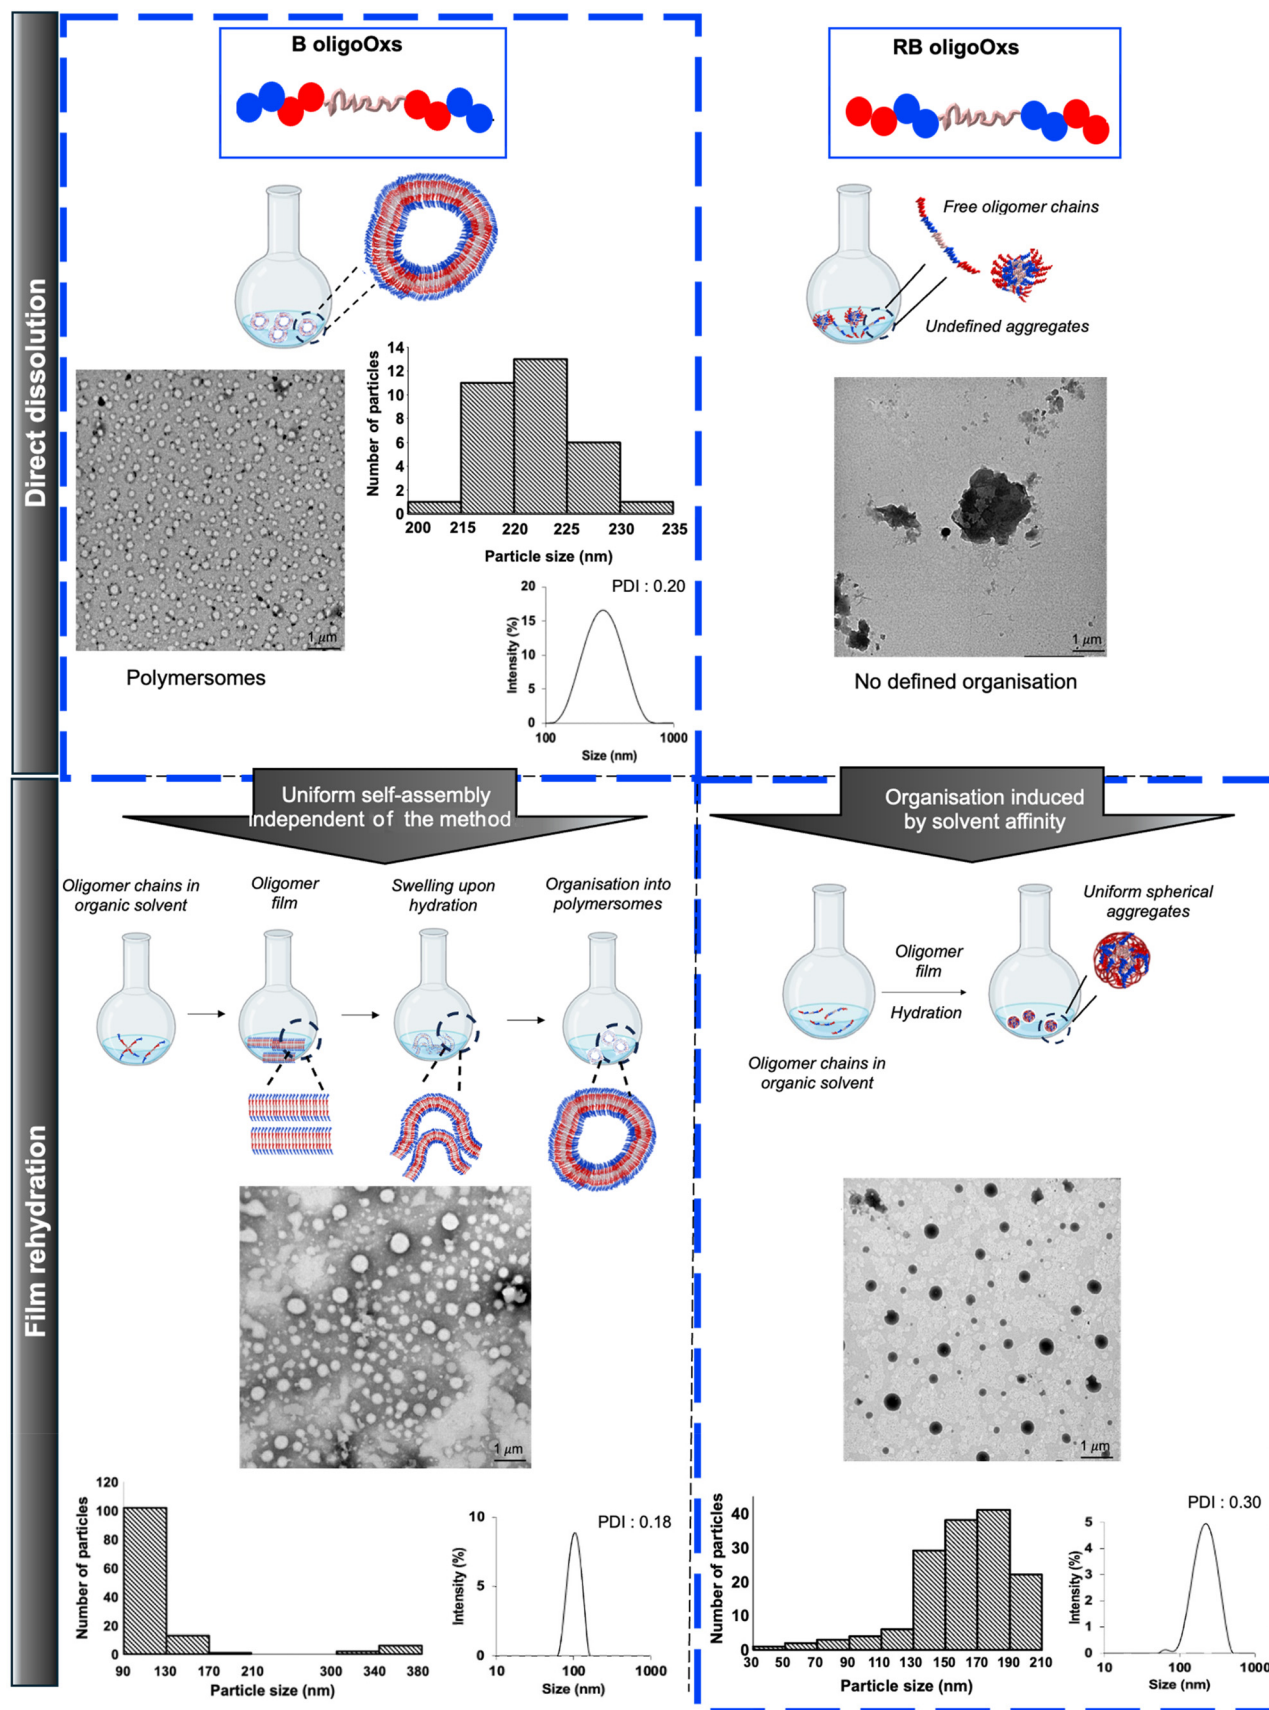 Direct dissolution
B oligoOxs
RB oligoOxs
Free oligomer chains
Undefined aggregates
14
12
10
8
6
4
2
0
Number of particles
200 215 220 225 230 235
Particle size (nm)
1 μm
Polymersomes
PDI : 0.20
20
15
10
5
0
Intensity (%)
100 1000
Size (nm)
1 μm
No defined organisation
Film rehydration
Uniform self-assembly
independent of the method
Organisation induced
by solvent affinity
Oligomer chains in
organic solvent
Oligomer
film
Swelling upon
hydration
Organisation into
polymersomes
Oligomer
film
Hydration
Uniform spherical
aggregates
Oligomer chains in
organic solvent
1 μm
1 μm
120
100
80
60
40
20
0
Number of particles
90 130 170 210 300 340 380
Particle size (nm)
PDI : 0.18
10
5
0
Intensity (%)
10 100 1000
Size (nm)
40
30
20
10
0
Number of particles
30 50 70 90 110 130 150 170 190 210
Particle size (nm)
PDI : 0.30
5
4
3
2
1
0
Intensity (%)
10 100 1000
Size (nm)